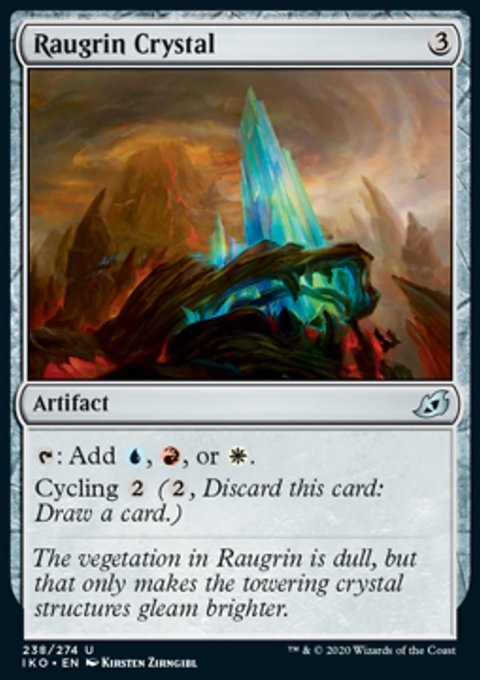 Raugrin Crystal 3
Artifact
: Add , , or .
Cycling 2 (2, Discard this card:
Draw a card.)
The vegetation in Raugrin is dull, but
that only makes the towering crystal
structures gleam brighter.
238/274 U
IKO • EN Kirsten Zirngibl
™ & © 2020 Wizards of the Coast